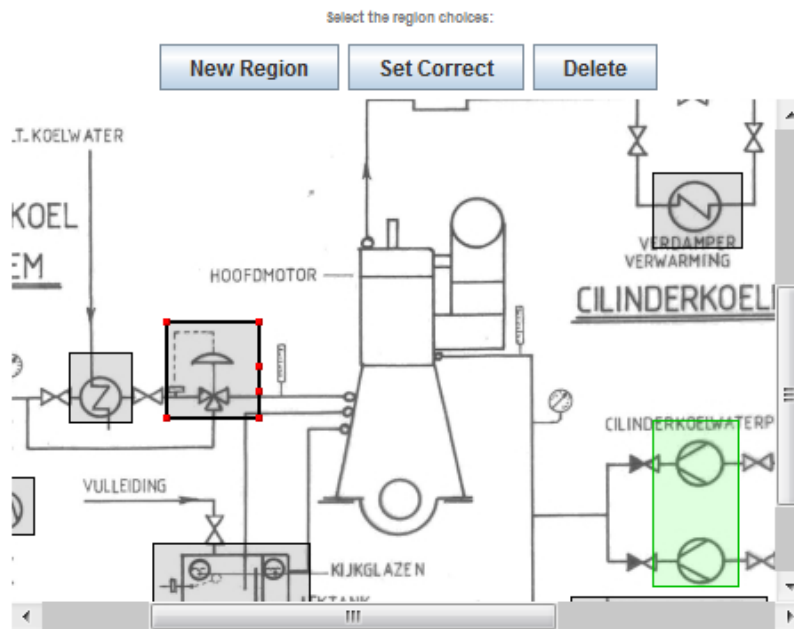 Select the region choices:
New Region Set Correct Delete
LT. KOELWATER
KOEL
EM
HOOFDMOTOR
VERDAMPER
VERWARMING
CILINDERKOEL
CILINDERKOELWATERP
VULLEIDING
KIJKGLAZEN